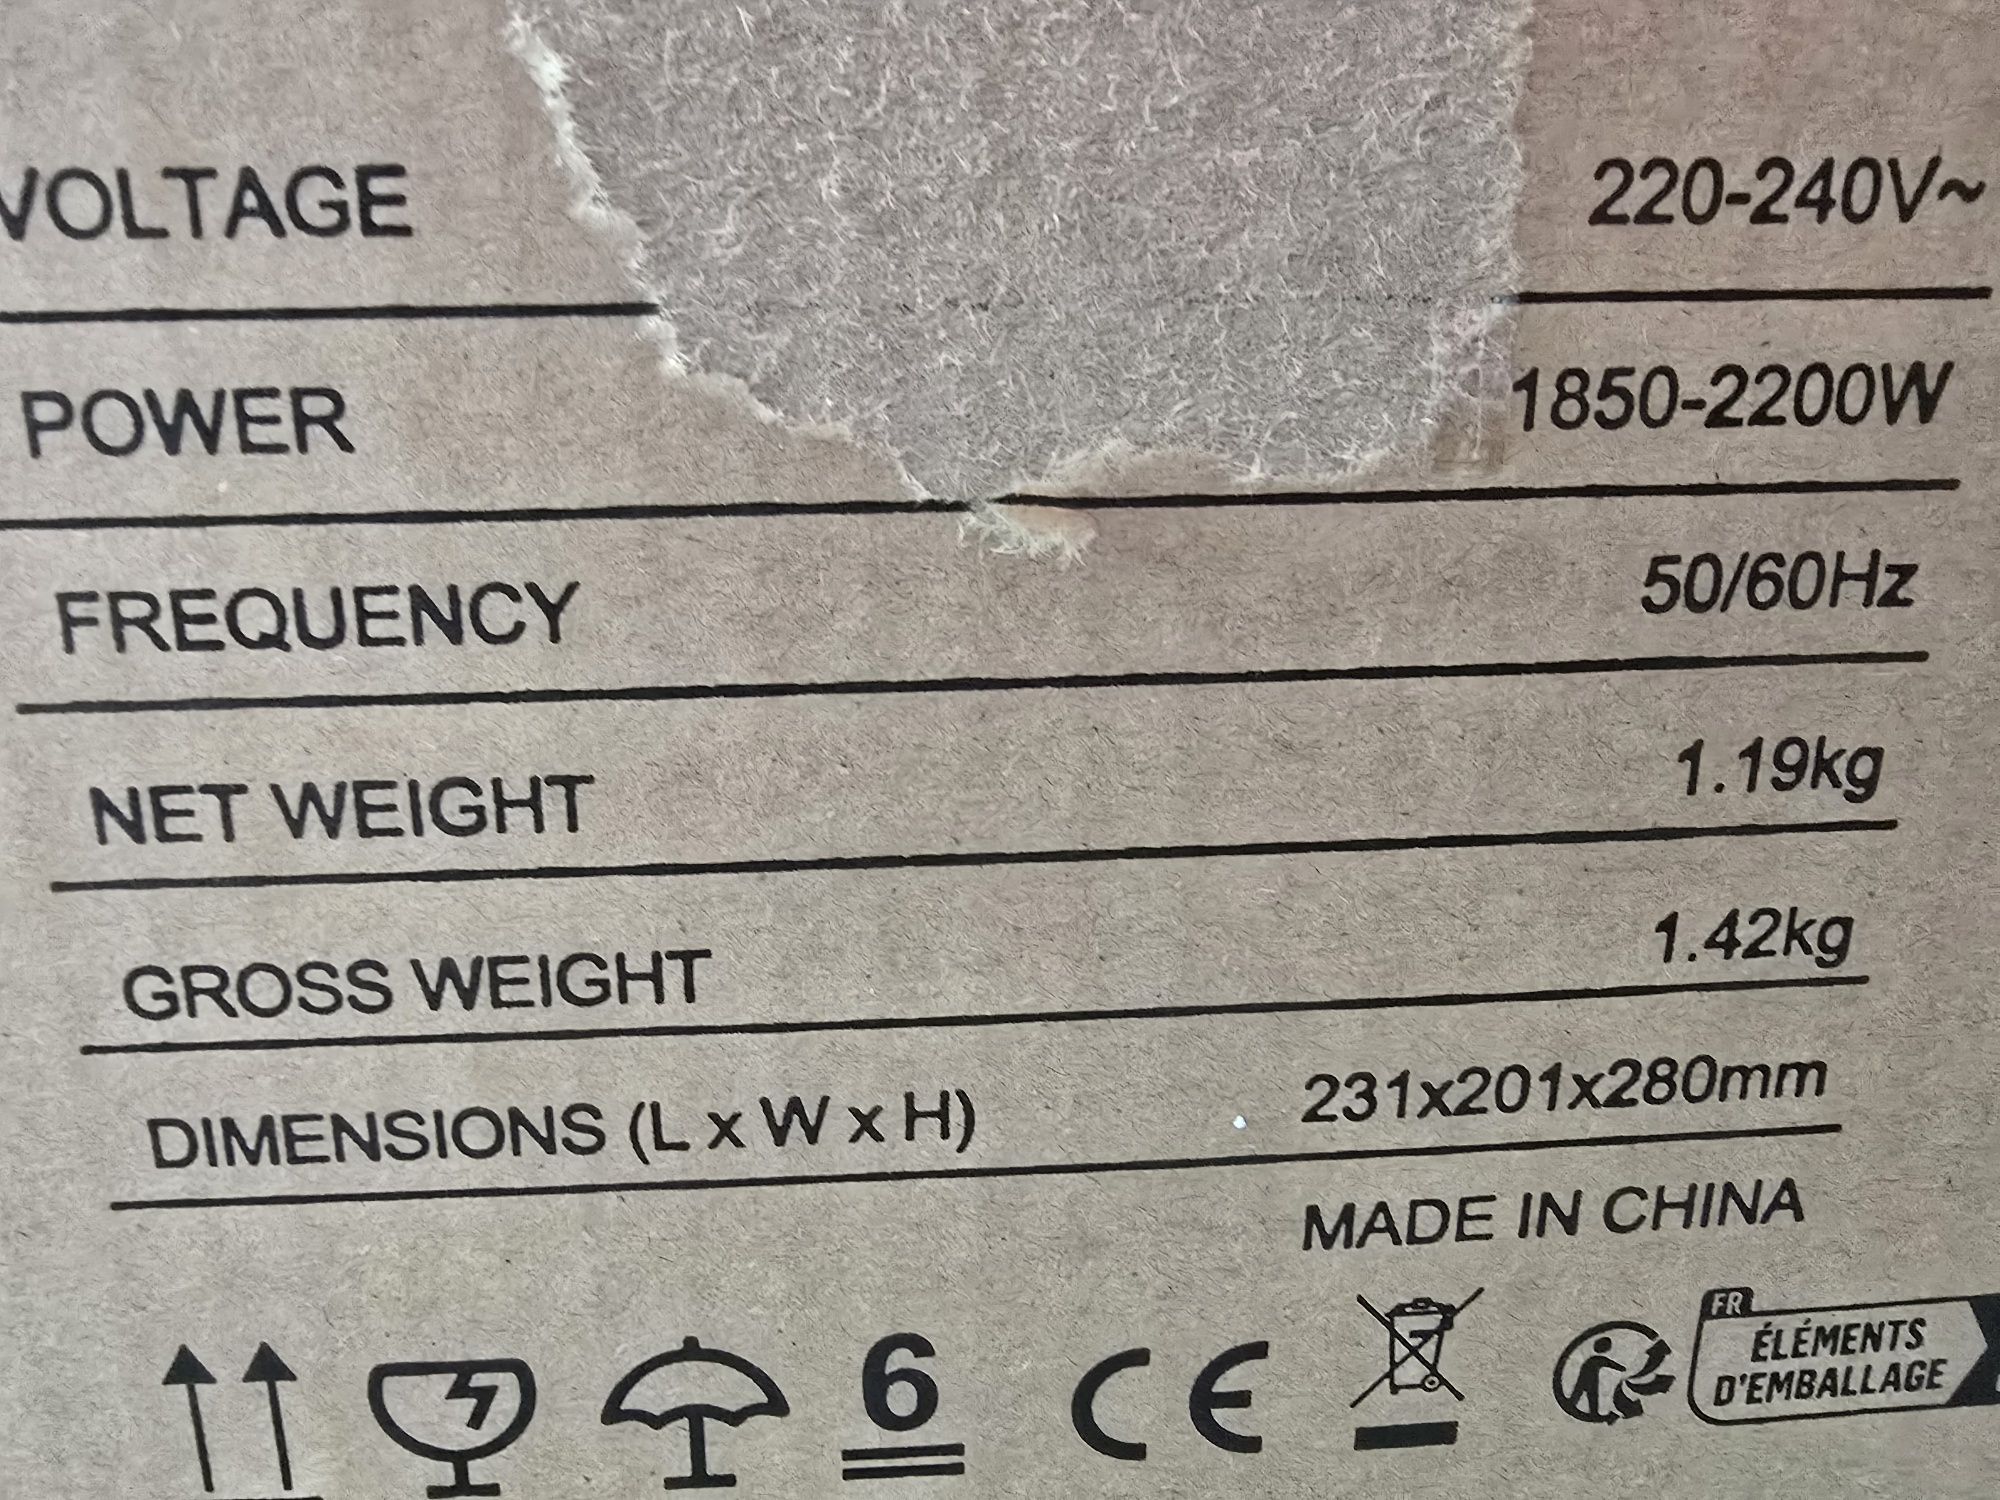 VOLTAGE 220-240V~
POWER 1850-2200W
FREQUENCY 50/60Hz
NET WEIGHT 1.19kg
GROSS WEIGHT 1.42kg
DIMENSIONS (L x W x H) 231x201x280mm
MADE IN CHINA
6 CE
FR
ÉLÉMENTS
D'EMBALLAGE